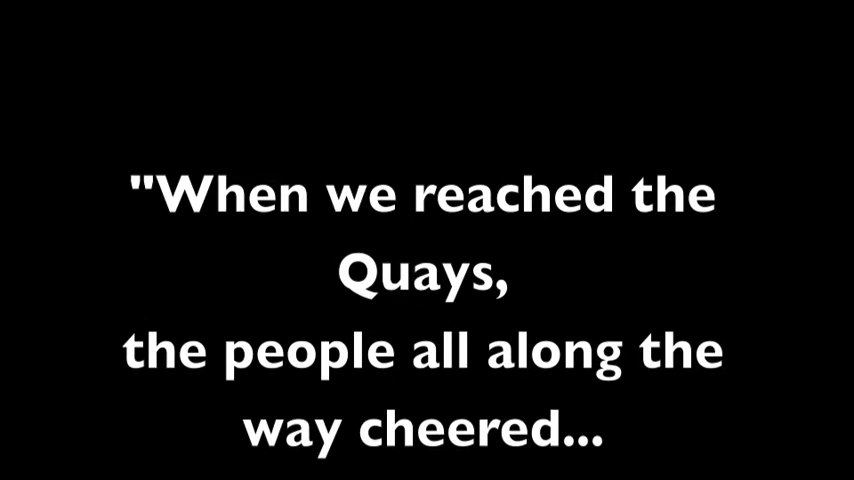 "When we reached the
Quays,
the people all along the
way cheered...